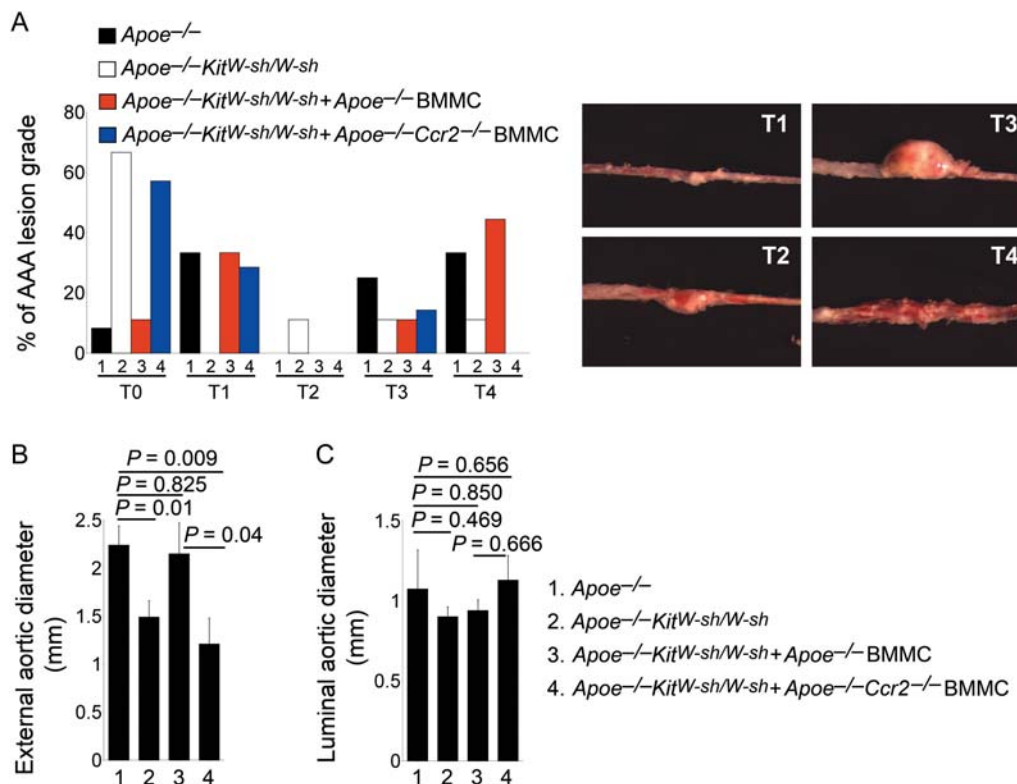 A
Apoe–/–
Apoe–/–KitW-sh/W-sh
Apoe–/–KitW-sh/W-sh+Apoe–/–BMMC
Apoe–/–KitW-sh/W-sh+Apoe–/–Ccr2–/–BMMC
% of AAA lesion grade
80
60
40
20
0
1 2 3 4 1 2 3 4 1 2 3 4 1 2 3 4 1 2 3 4
T0 T1 T2 T3 T4
T1
T3
T2
T4
B
P = 0.009
P = 0.825
P = 0.01
P = 0.04
External aortic diameter
(mm)
2.5
2
1.5
1
0.5
0
1 2 3 4
C
P = 0.656
P = 0.850
P = 0.469
P = 0.666
Luminal aortic diameter
(mm)
1.5
1
0.5
0
1 2 3 4
1. Apoe–/–
2. Apoe–/–KitW-sh/W-sh
3. Apoe–/–KitW-sh/W-sh+Apoe–/–BMMC
4. Apoe–/–KitW-sh/W-sh+Apoe–/–Ccr2–/–BMMC